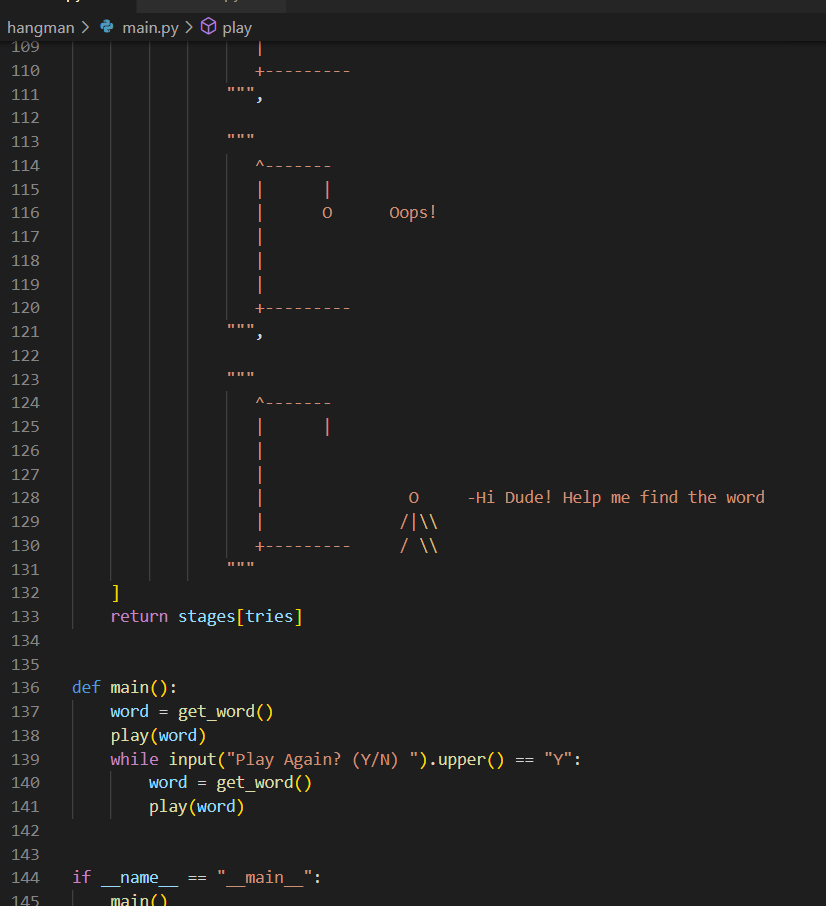 hangman > main.py > play
109                        |
110                        +---------
111                     """,
112
113                     """
114                        ^-------
115                        |      |
116                        |      O      Oops!
117                        |
118                        |
119                        |
120                        +---------
121                     """,
122
123                     """
124                        ^-------
125                        |      |
126                        |
127                        |
128                        |               O     -Hi Dude! Help me find the word
129                        |              /|\\
130                        +---------     / \\
131                     """
132         ]
133         return stages[tries]
134
135
136     def main():
137         word = get_word()
138         play(word)
139         while input("Play Again? (Y/N) ").upper() == "Y":
140             word = get_word()
141             play(word)
142
143
144     if __name__ == "__main__":
145         main()